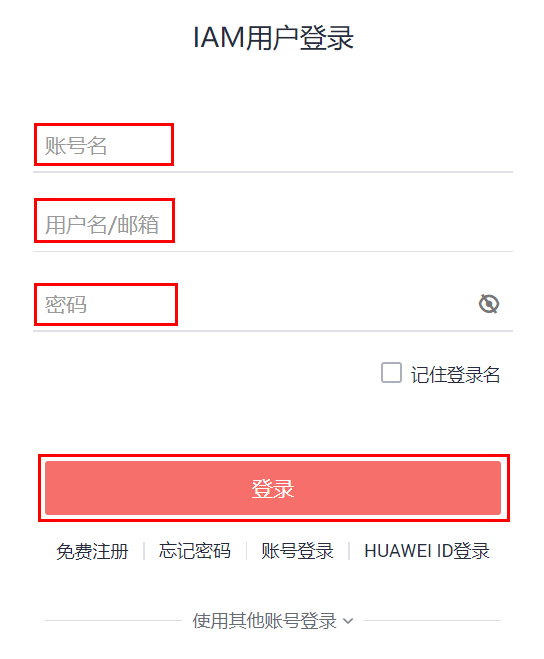 IAM用户登录
账号名
用户名/邮箱
密码
记住登录名
登录
免费注册 忘记密码 账号登录 HUAWEI ID登录
使用其他账号登录